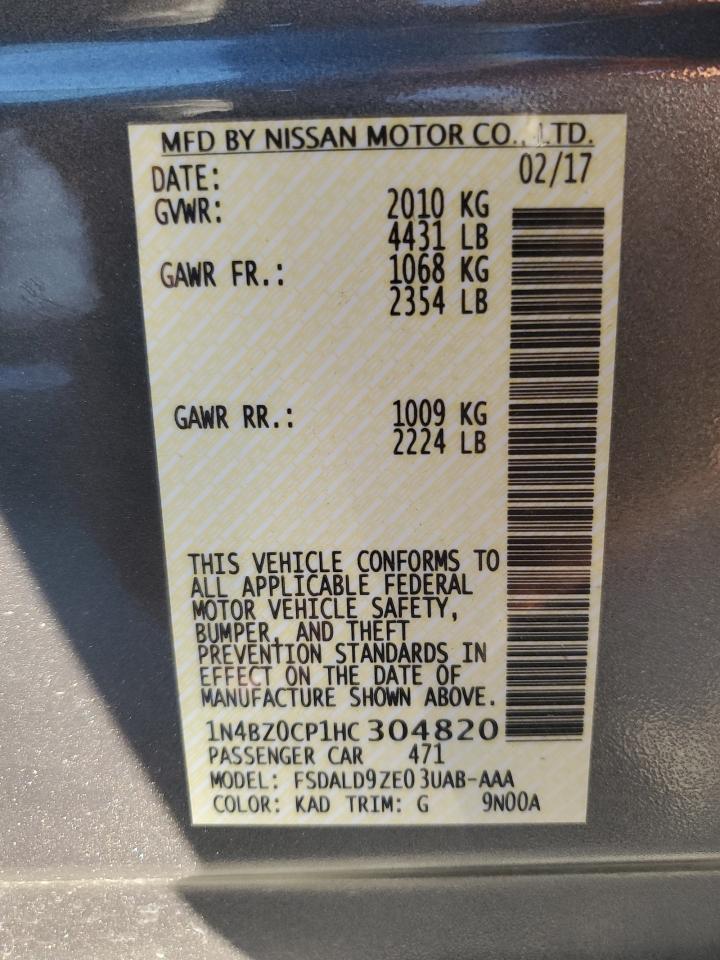 MFD BY NISSAN MOTOR CO., LTD.
DATE: 02/17
GVWR: 2010 KG
4431 LB
GAWR FR.: 1068 KG
2354 LB
GAWR RR.: 1009 KG
2224 LB
THIS VEHICLE CONFORMS TO
ALL APPLICABLE FEDERAL
MOTOR VEHICLE SAFETY,
BUMPER, AND THEFT
PREVENTION STANDARDS IN
EFFECT ON THE DATE OF
MANUFACTURE SHOWN ABOVE.
1N4BZ0CP1HC 304820
PASSENGER CAR 471
MODEL: FSDALD9ZE03UAB-AAA
COLOR: KAD TRIM: G 9N00A